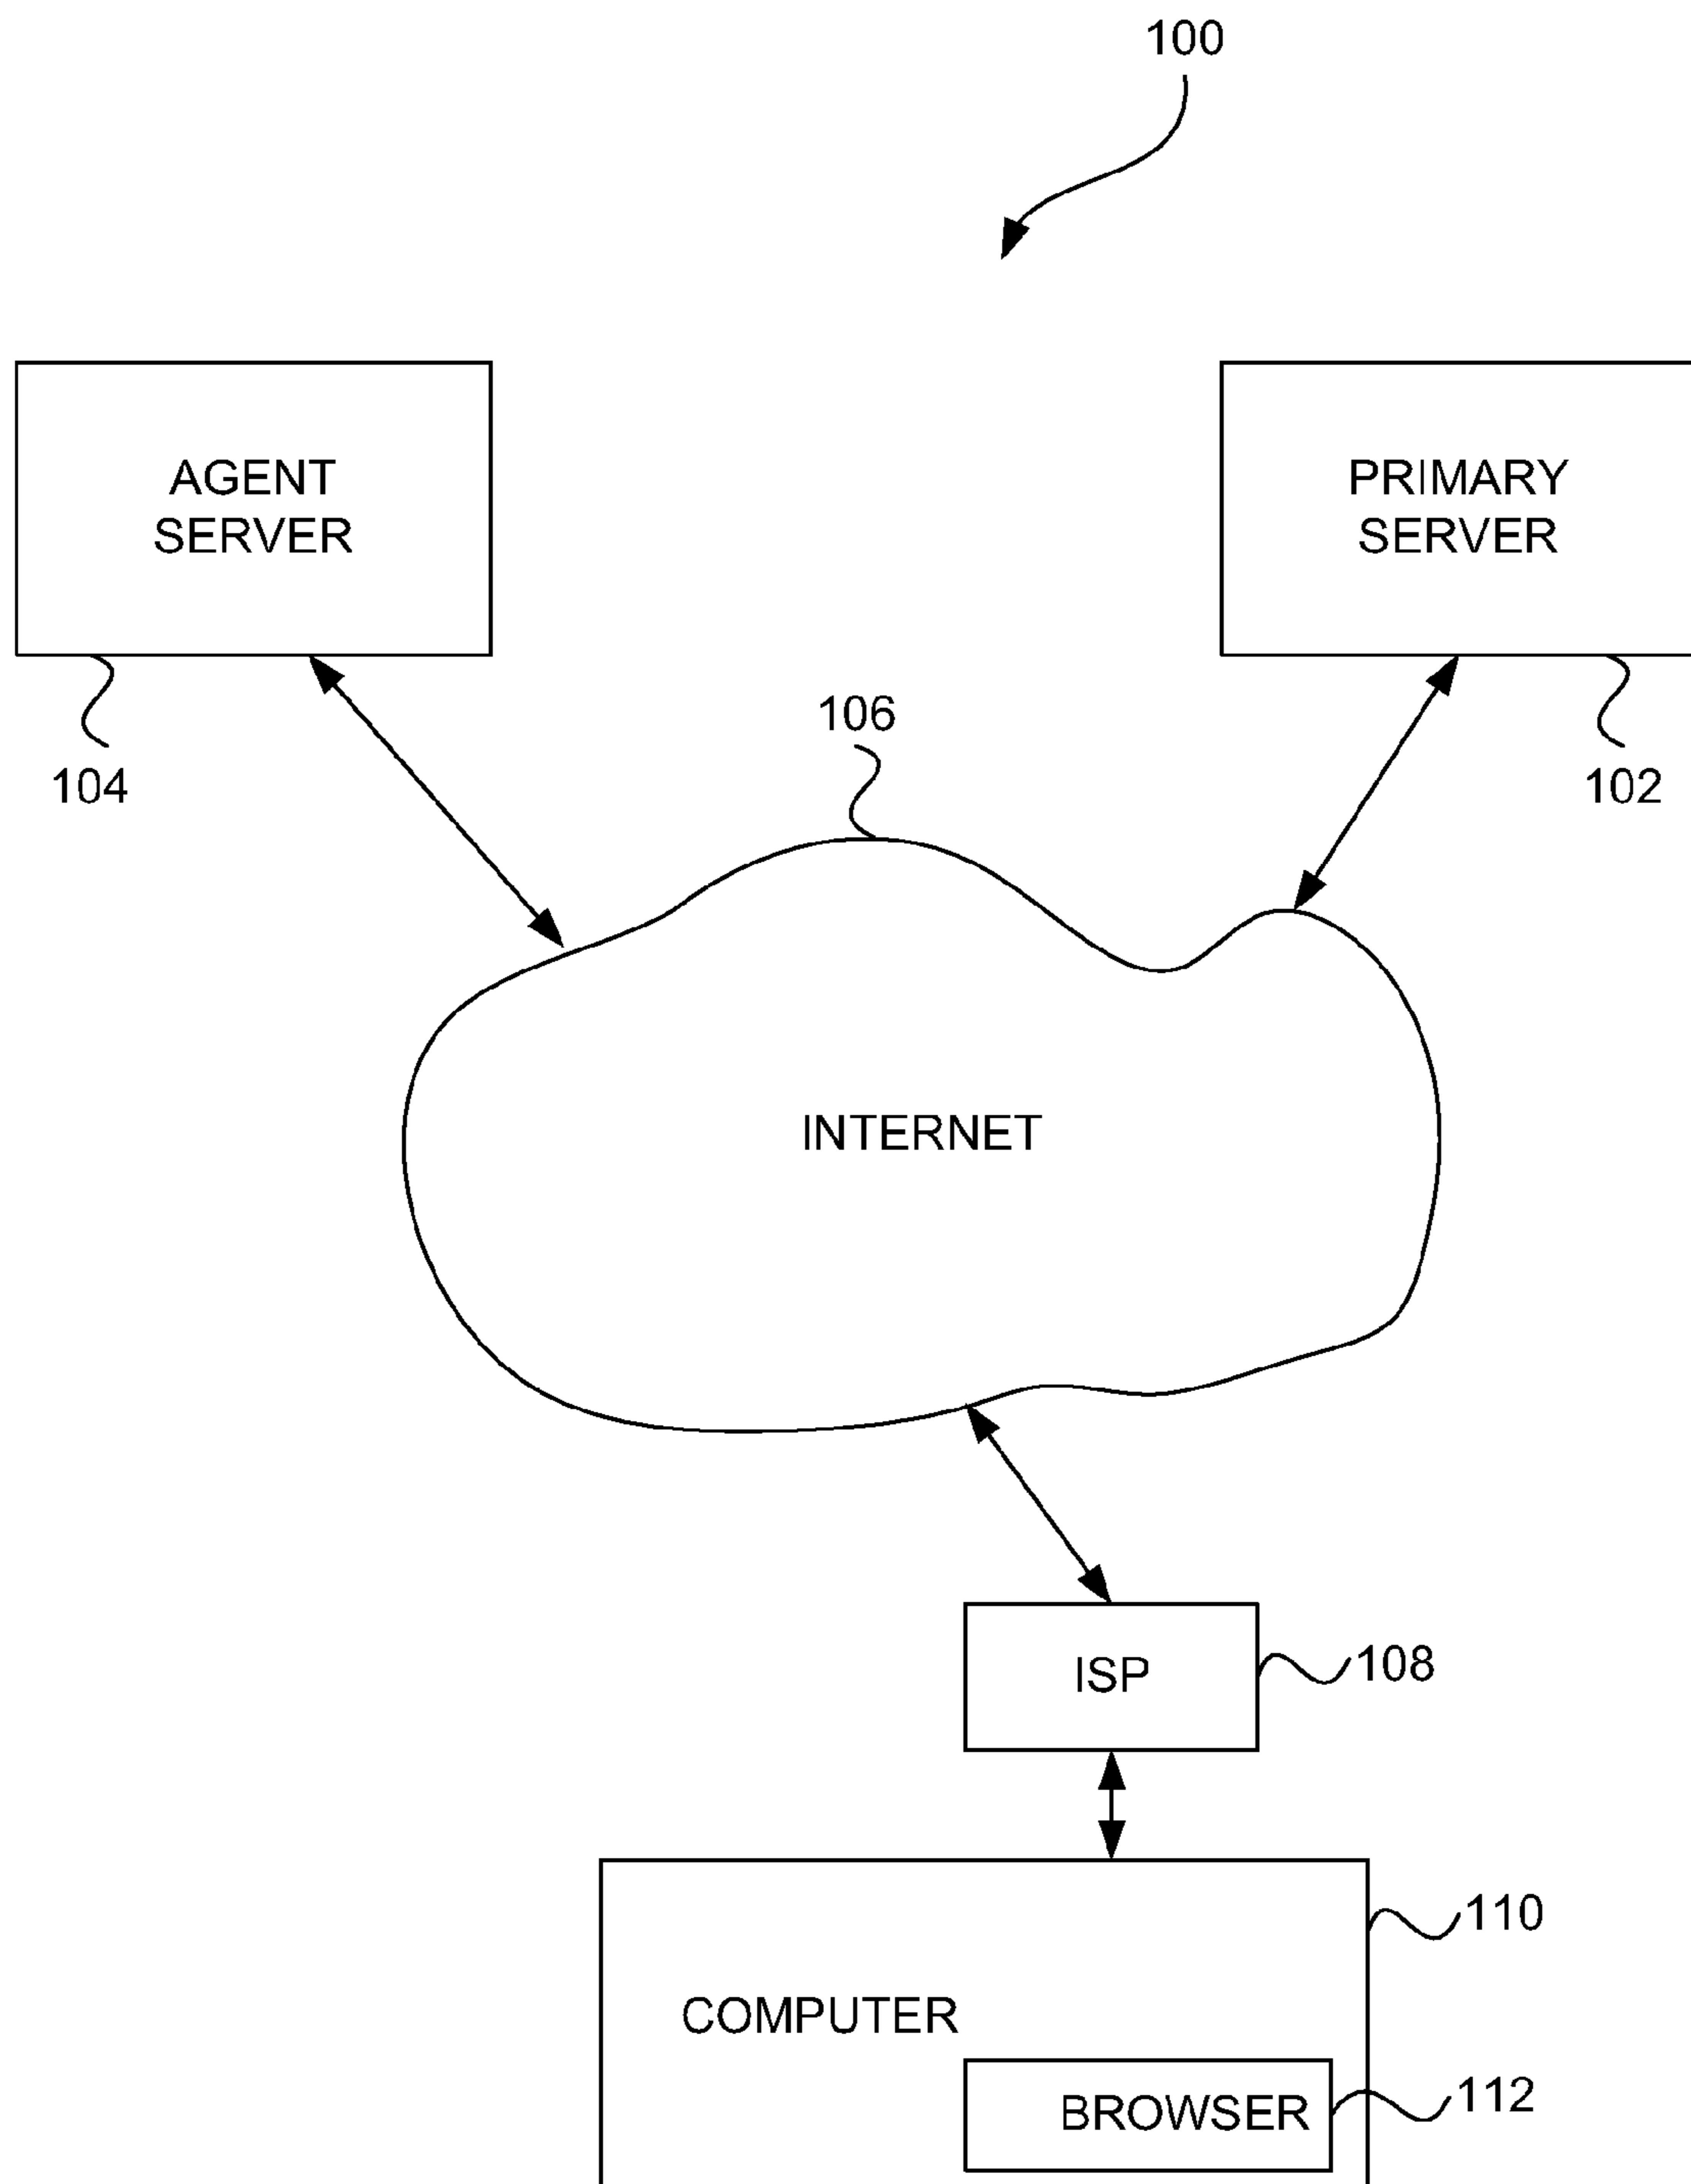 100
AGENT
SERVER
PRIMARY
SERVER
106
104
102
INTERNET
ISP
108
110
COMPUTER
BROWSER
112